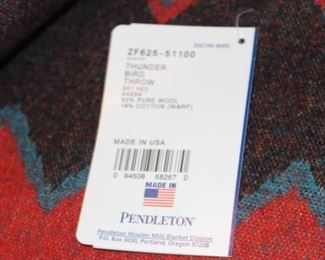 ZF625-51100
THUNDER
BIRD
THROW
82% PURE WOOL
18% COTTON (WARP)
MADE IN USA
0 94508 68267 0
MADE IN
PENDLETON
Pendleton Woolen Mills Blanket Division
P.O. Box 3030, Portland, Oregon 97208